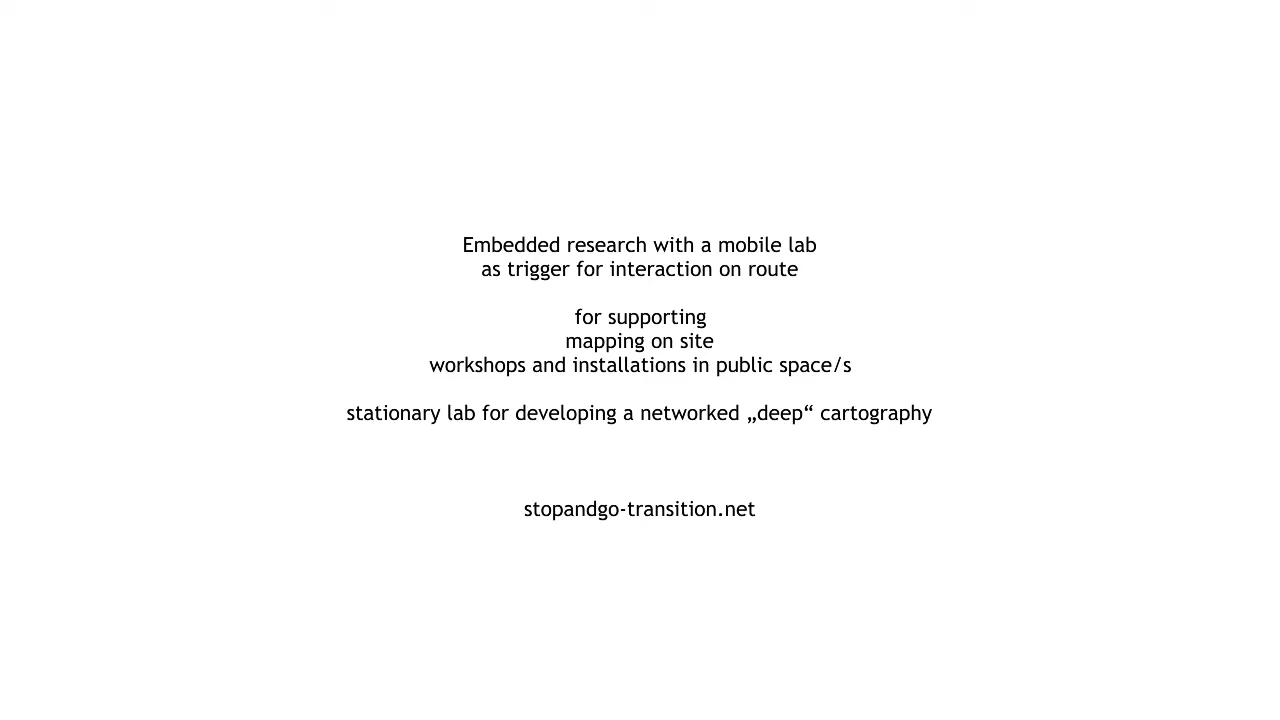 Embedded research with a mobile lab
as trigger for interaction on route
for supporting
mapping on site
workshops and installations in public space/s
stationary lab for developing a networked „deep“ cartography
stopandgo-transition.net